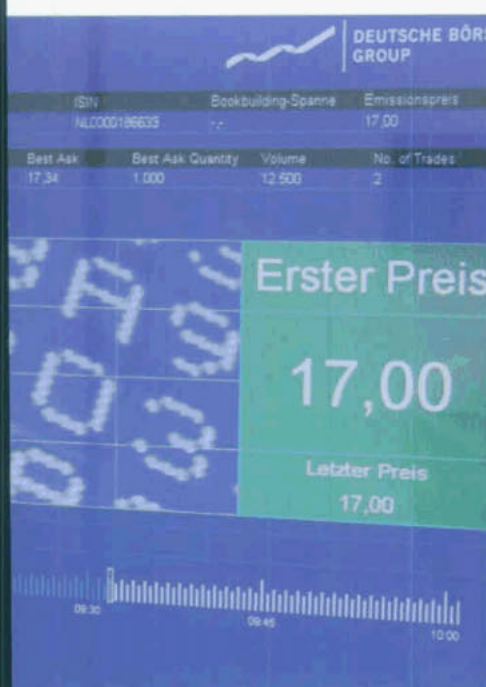 DEUTSCHE BÖRS
GROUP
ISIN Bookbuilding-Spanne Emissionspreis
NL0000186633 -.- 17,00
Best Ask Best Ask Quantity Volume No. of Trades
17,34 1.000 12.500 2
Erster Preis
17,00
Letzter Preis
17,00
09:30 09:45 10:00